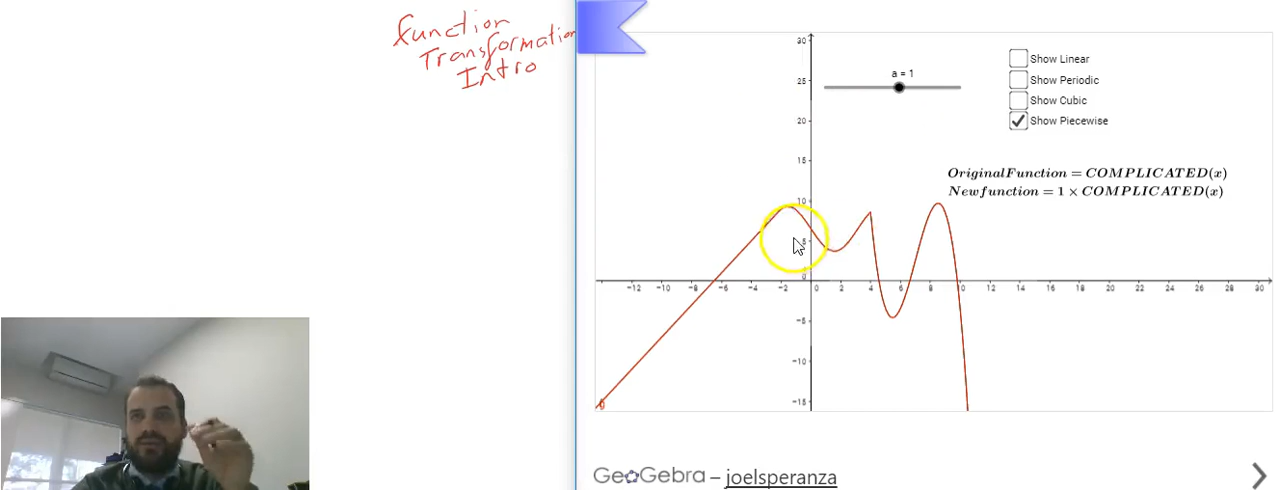 function
Transformation
Intro
a = 1
Show Linear
Show Periodic
Show Cubic
Show Piecewise
OriginalFunction = COMPLICATED(x)
Newfunction = 1 × COMPLICATED(x)
30
25
20
15
10
5
0
−5
−10
−15
−12 −10 −8 −6 −4 −2 0 2 4 6 8 10 12 14 16 18 20 22 24 26 28 30
GeoGebra – joelsperanza